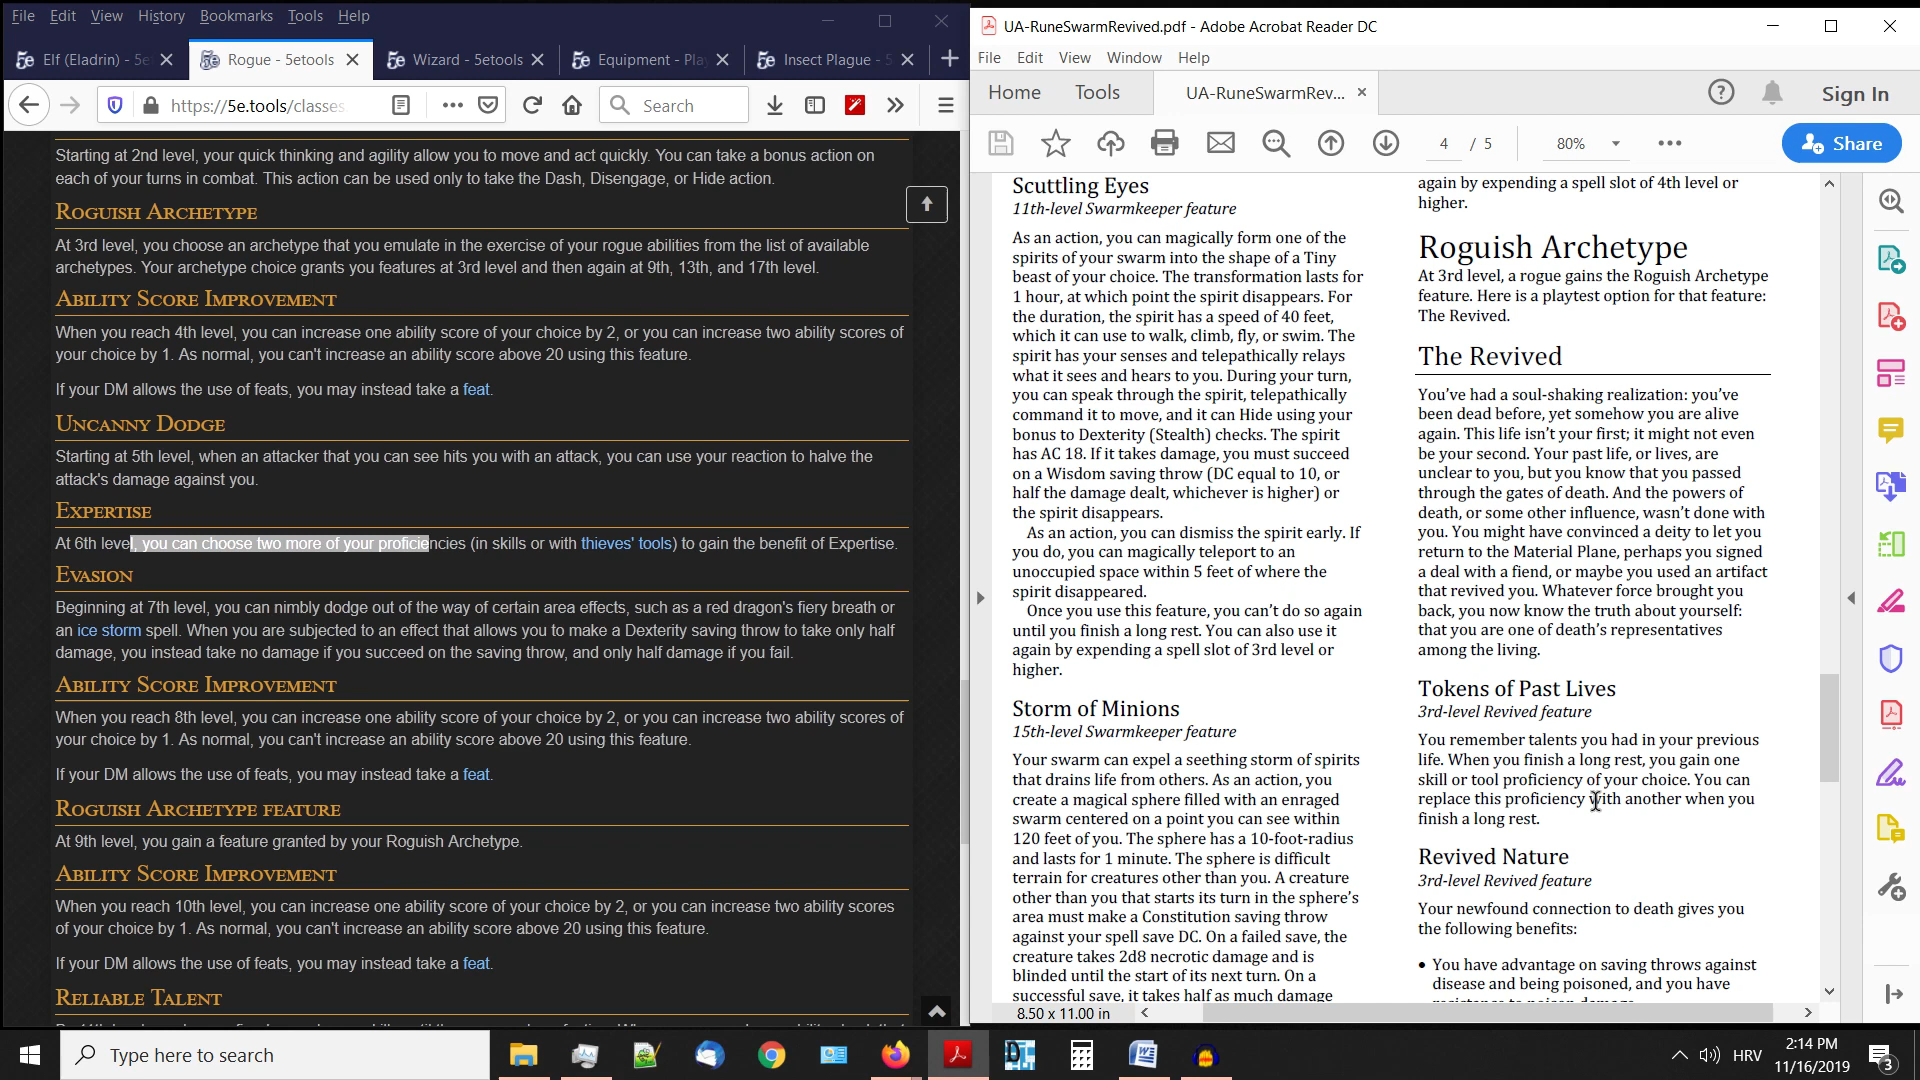 File Edit View History Bookmarks Tools Help
Elf (Eladrin) - 5e
Rogue - 5etools
Wizard - 5etools
Equipment - Pla
Insect Plague - 5
https://5e.tools/classes
Search
Starting at 2nd level, your quick thinking and agility allow you to move and act quickly. You can take a bonus action on
each of your turns in combat. This action can be used only to take the Dash, Disengage, or Hide action.
Roguish Archetype
At 3rd level, you choose an archetype that you emulate in the exercise of your rogue abilities from the list of available
archetypes. Your archetype choice grants you features at 3rd level and then again at 9th, 13th, and 17th level.
Ability Score Improvement
When you reach 4th level, you can increase one ability score of your choice by 2, or you can increase two ability scores of
your choice by 1. As normal, you can't increase an ability score above 20 using this feature.
If your DM allows the use of feats, you may instead take a feat.
Uncanny Dodge
Starting at 5th level, when an attacker that you can see hits you with an attack, you can use your reaction to halve the
attack's damage against you.
Expertise
At 6th level, you can choose two more of your proficiencies (in skills or with thieves' tools) to gain the benefit of Expertise.
Evasion
Beginning at 7th level, you can nimbly dodge out of the way of certain area effects, such as a red dragon's fiery breath or
an ice storm spell. When you are subjected to an effect that allows you to make a Dexterity saving throw to take only half
damage, you instead take no damage if you succeed on the saving throw, and only half damage if you fail.
Ability Score Improvement
When you reach 8th level, you can increase one ability score of your choice by 2, or you can increase two ability scores of
your choice by 1. As normal, you can't increase an ability score above 20 using this feature.
If your DM allows the use of feats, you may instead take a feat.
Roguish Archetype feature
At 9th level, you gain a feature granted by your Roguish Archetype.
Ability Score Improvement
When you reach 10th level, you can increase one ability score of your choice by 2, or you can increase two ability scores
of your choice by 1. As normal, you can't increase an ability score above 20 using this feature.
If your DM allows the use of feats, you may instead take a feat.
Reliable Talent
UA-RuneSwarmRevived.pdf - Adobe Acrobat Reader DC
File Edit View Window Help
Home Tools UA-RuneSwarmRev... Sign In
4 / 5 80% Share
Scuttling Eyes
11th-level Swarmkeeper feature
As an action, you can magically form one of the
spirits of your swarm into the shape of a Tiny
beast of your choice. The transformation lasts for
1 hour, at which point the spirit disappears. For
the duration, the spirit has a speed of 40 feet,
which it can use to walk, climb, fly, or swim. The
spirit has your senses and telepathically relays
what it sees and hears to you. During your turn,
you can speak through the spirit, telepathically
command it to move, and it can Hide using your
bonus to Dexterity (Stealth) checks. The spirit
has AC 18. If it takes damage, you must succeed
on a Wisdom saving throw (DC equal to 10, or
half the damage dealt, whichever is higher) or
the spirit disappears.
As an action, you can dismiss the spirit early. If
you do, you can magically teleport to an
unoccupied space within 5 feet of where the
spirit disappeared.
Once you use this feature, you can't do so again
until you finish a long rest. You can also use it
again by expending a spell slot of 3rd level or
higher.
Storm of Minions
15th-level Swarmkeeper feature
Your swarm can expel a seething storm of spirits
that drains life from others. As an action, you
create a magical sphere filled with an enraged
swarm centered on a point you can see within
120 feet of you. The sphere has a 10-foot-radius
and lasts for 1 minute. The sphere is difficult
terrain for creatures other than you. A creature
other than you that starts its turn in the sphere's
area must make a Constitution saving throw
against your spell save DC. On a failed save, the
creature takes 2d8 necrotic damage and is
blinded until the start of its next turn. On a
successful save, it takes half as much damage
again by expending a spell slot of 4th level or
higher.
Roguish Archetype
At 3rd level, a rogue gains the Roguish Archetype
feature. Here is a playtest option for that feature:
The Revived.
The Revived
You've had a soul-shaking realization: you've
been dead before, yet somehow you are alive
again. This life isn't your first; it might not even
be your second. Your past life, or lives, are
unclear to you, but you know that you passed
through the gates of death. And the powers of
death, or some other influence, wasn't done with
you. You might have convinced a deity to let you
return to the Material Plane, perhaps you signed
a deal with a fiend, or maybe you used an artifact
that revived you. Whatever force brought you
back, you now know the truth about yourself:
that you are one of death's representatives
among the living.
Tokens of Past Lives
3rd-level Revived feature
You remember talents you had in your previous
life. When you finish a long rest, you gain one
skill or tool proficiency of your choice. You can
replace this proficiency with another when you
finish a long rest.
Revived Nature
3rd-level Revived feature
Your newfound connection to death gives you
the following benefits:
• You have advantage on saving throws against
disease and being poisoned, and you have
8.50 x 11.00 in
Type here to search
HRV
2:14 PM
11/16/2019
3